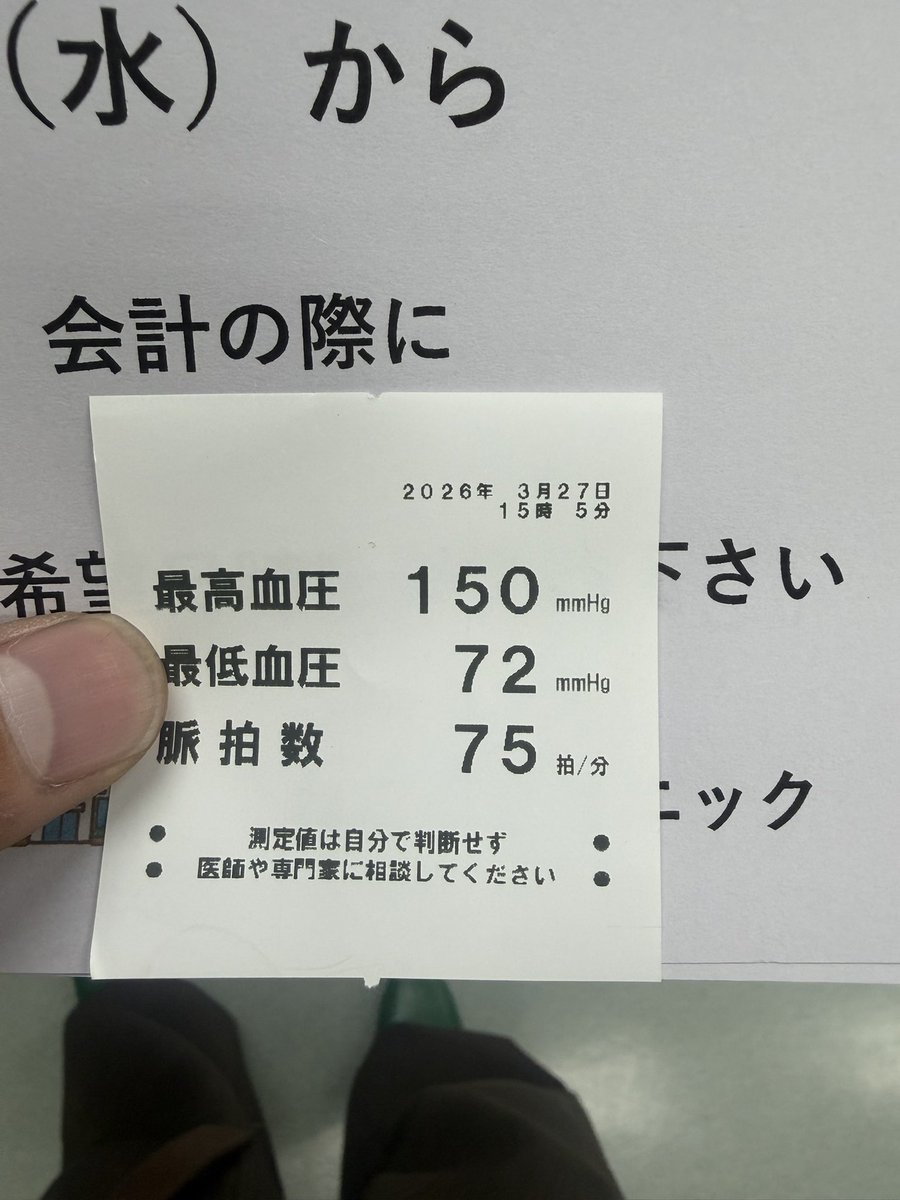 （水）から
会計の際に
希望
下さい
２０２６年　３月２７日
１５時　５分
最高血圧　150 mmHg
最低血圧　72 mmHg
脈拍数　75 拍/分
● 測定値は自分で判断せず ●
● 医師や専門家に相談してください ●
ニック